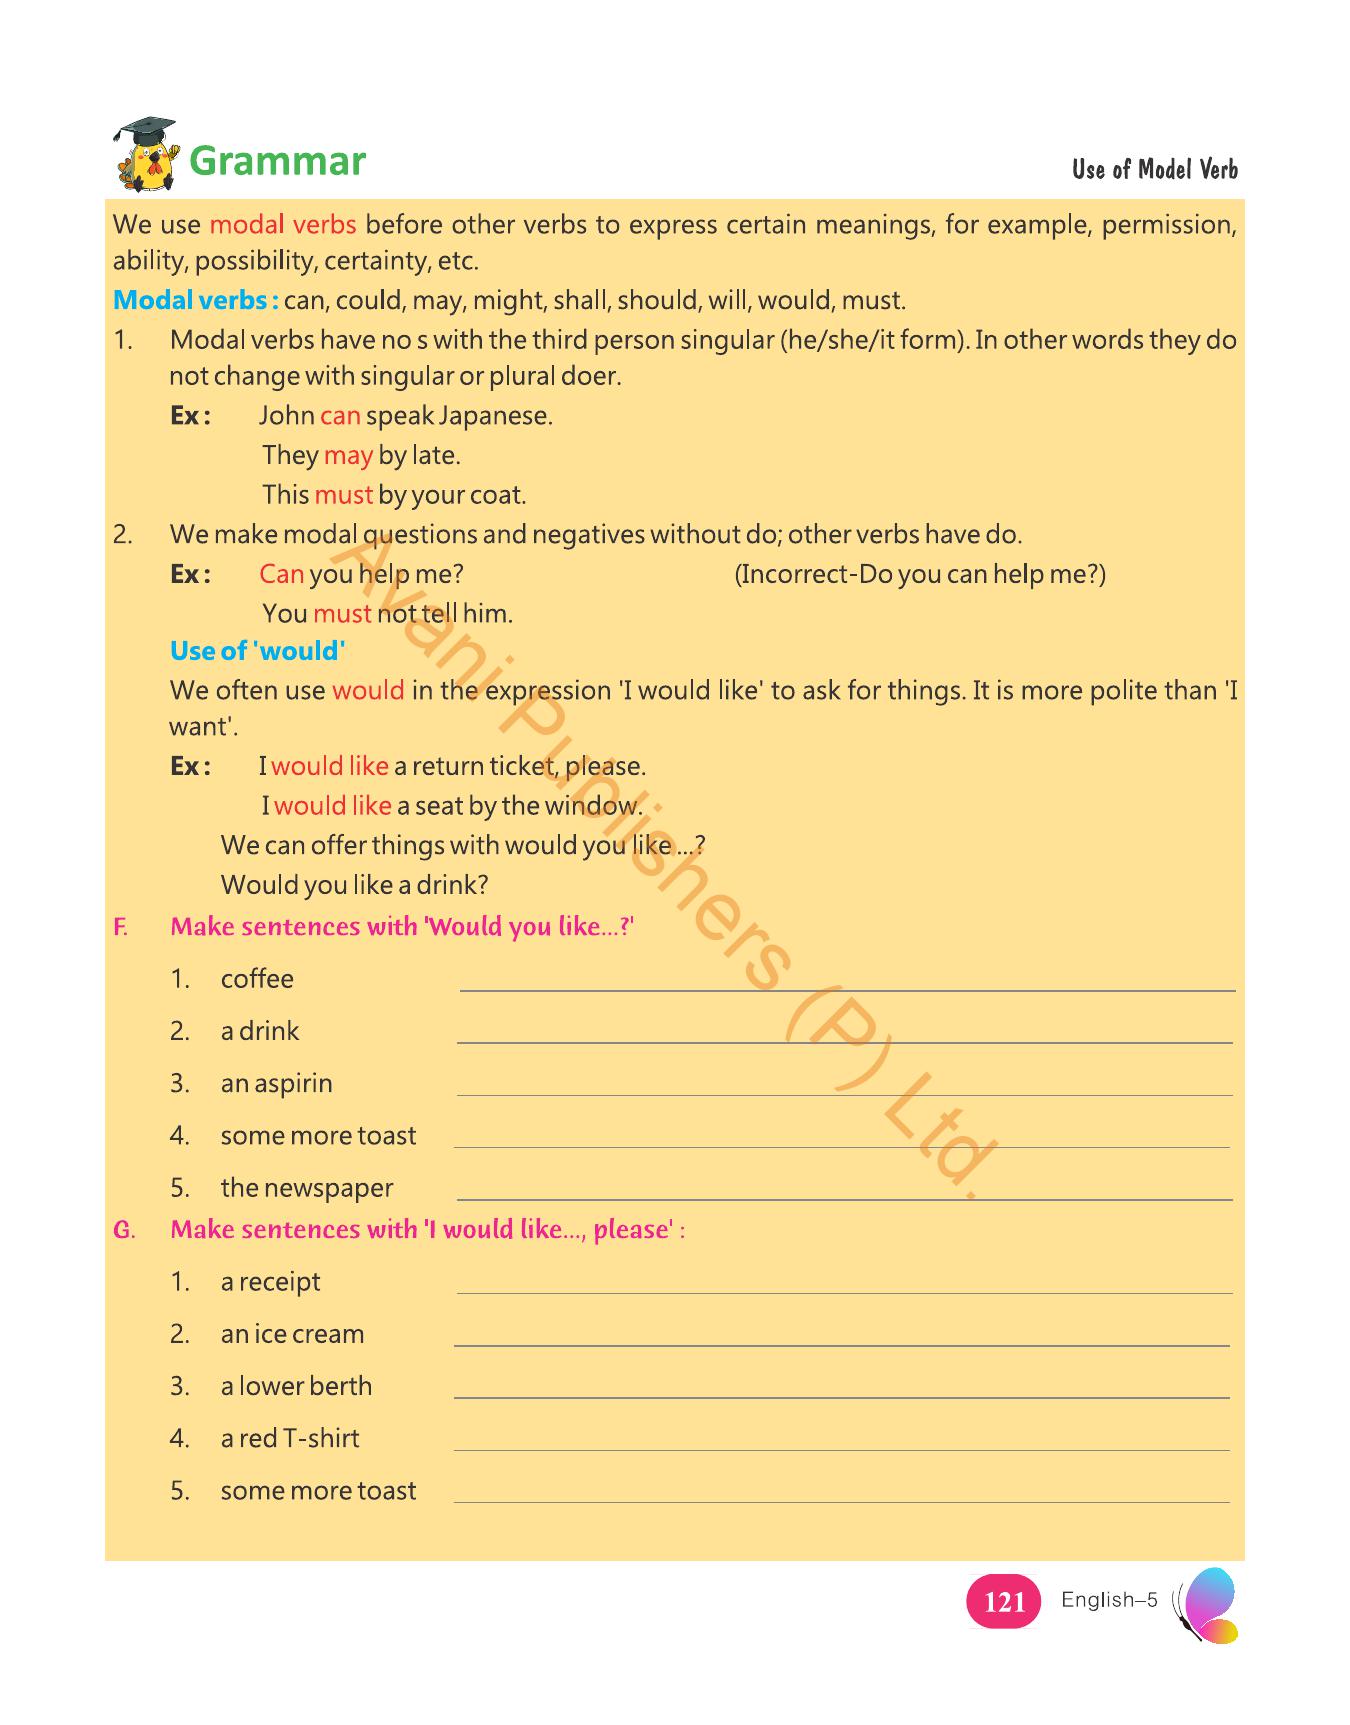 Grammar
Use of Model Verb
We use modal verbs before other verbs to express certain meanings, for example, permission,
ability, possibility, certainty, etc.
Modal verbs : can, could, may, might, shall, should, will, would, must.
1. Modal verbs have no s with the third person singular (he/she/it form). In other words they do
not change with singular or plural doer.
Ex : John can speak Japanese.
They may by late.
This must by your coat.
2. We make modal questions and negatives without do; other verbs have do.
Ex : Can you help me? (Incorrect-Do you can help me?)
You must not tell him.
Use of 'would'
We often use would in the expression 'I would like' to ask for things. It is more polite than 'I
want'.
Ex : I would like a return ticket, please.
I would like a seat by the window.
We can offer things with would you like ...?
Would you like a drink?
F. Make sentences with 'Would you like...?'
1. coffee
2. a drink
3. an aspirin
4. some more toast
5. the newspaper
G. Make sentences with 'I would like..., please' :
1. a receipt
2. an ice cream
3. a lower berth
4. a red T-shirt
5. some more toast
121 English–5
Avani Publishers (P) Ltd.